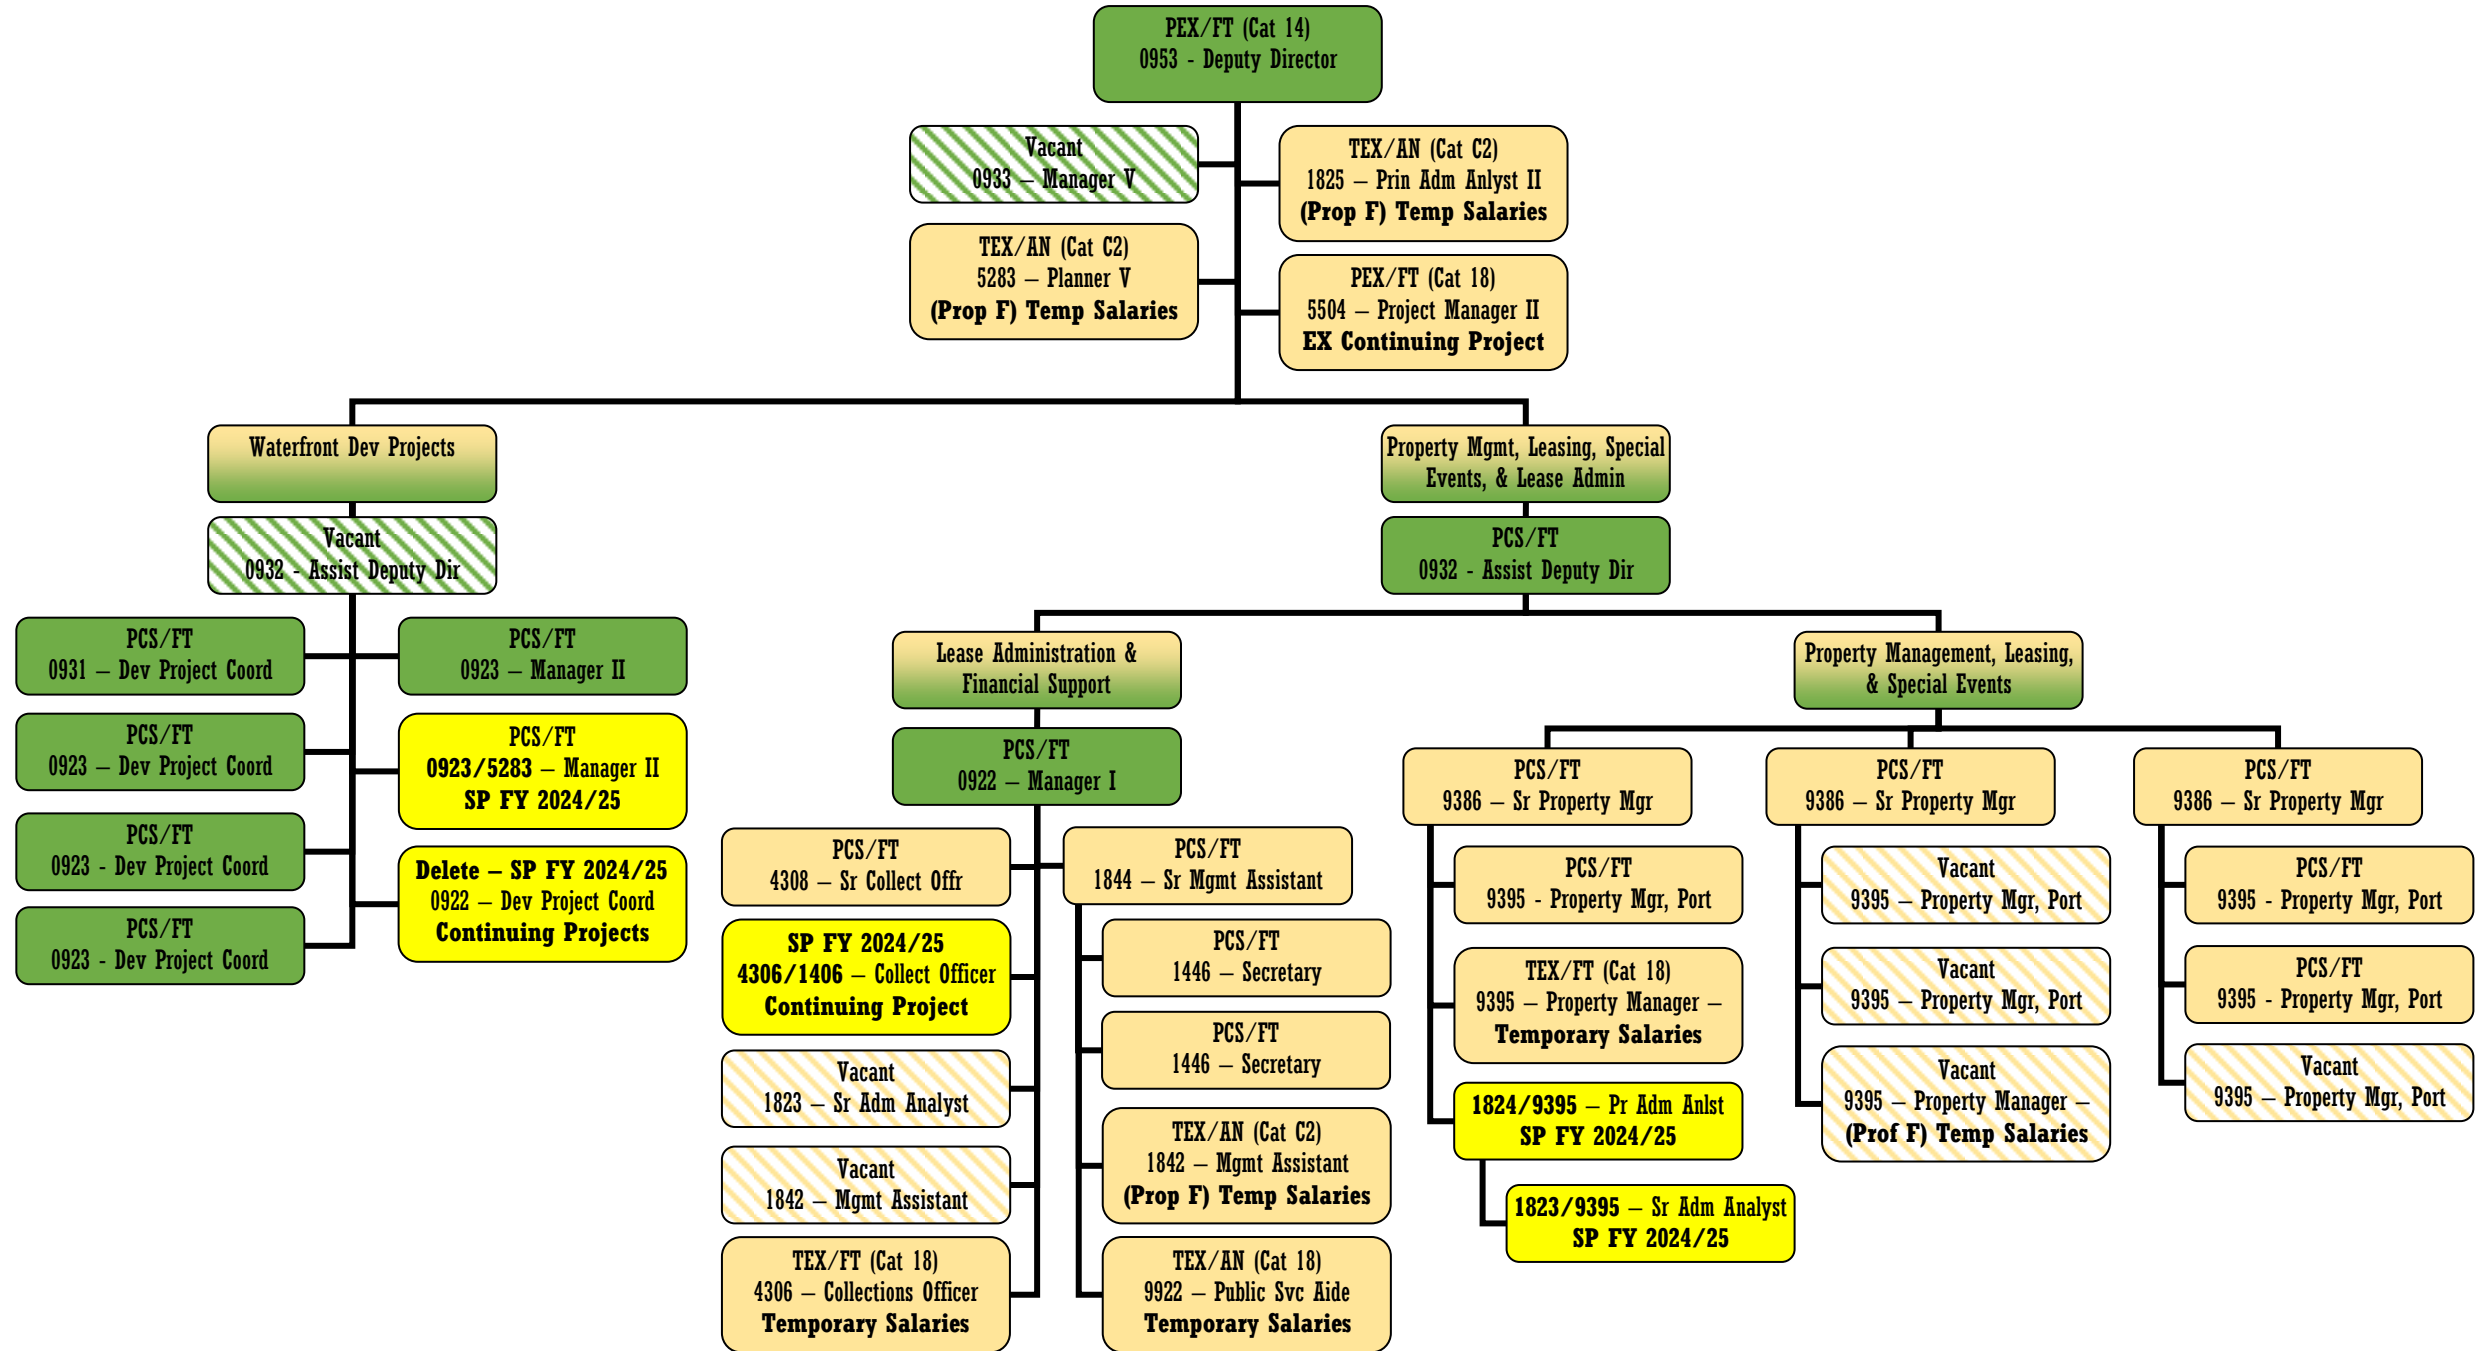 PEX/FT (Cat 14)
0953 - Deputy Director
Vacant
0933 – Manager V
TEX/AN (Cat C2)
1825 – Prin Adm Anlyst II
(Prop F) Temp Salaries
TEX/AN (Cat C2)
5283 – Planner V
(Prop F) Temp Salaries
PEX/FT (Cat 18)
5504 – Project Manager II
EX Continuing Project
Waterfront Dev Projects
Vacant
0932 - Assist Deputy Dir
PCS/FT
0931 – Dev Project Coord
PCS/FT
0923 – Manager II
PCS/FT
0923 – Dev Project Coord
PCS/FT
0923/5283 – Manager II
SP FY 2024/25
PCS/FT
0923 - Dev Project Coord
Delete – SP FY 2024/25
0922 – Dev Project Coord
Continuing Projects
PCS/FT
0923 - Dev Project Coord
Property Mgmt, Leasing, Special
Events, & Lease Admin
PCS/FT
0932 - Assist Deputy Dir
Lease Administration &
Financial Support
PCS/FT
0922 – Manager I
PCS/FT
4308 – Sr Collect Offr
SP FY 2024/25
4306/1406 – Collect Officer
Continuing Project
Vacant
1823 – Sr Adm Analyst
Vacant
1842 – Mgmt Assistant
TEX/FT (Cat 18)
4306 – Collections Officer
Temporary Salaries
PCS/FT
1844 – Sr Mgmt Assistant
PCS/FT
1446 – Secretary
PCS/FT
1446 – Secretary
TEX/AN (Cat C2)
1842 – Mgmt Assistant
(Prop F) Temp Salaries
TEX/AN (Cat 18)
9922 – Public Svc Aide
Temporary Salaries
Property Management, Leasing,
& Special Events
PCS/FT
9386 – Sr Property Mgr
PCS/FT
9395 - Property Mgr, Port
TEX/FT (Cat 18)
9395 – Property Manager –
Temporary Salaries
1824/9395 – Pr Adm Anlst
SP FY 2024/25
1823/9395 – Sr Adm Analyst
SP FY 2024/25
PCS/FT
9386 – Sr Property Mgr
Vacant
9395 – Property Mgr, Port
Vacant
9395 – Property Mgr, Port
Vacant
9395 – Property Manager –
(Prof F) Temp Salaries
PCS/FT
9386 – Sr Property Mgr
PCS/FT
9395 - Property Mgr, Port
PCS/FT
9395 - Property Mgr, Port
Vacant
9395 – Property Mgr, Port